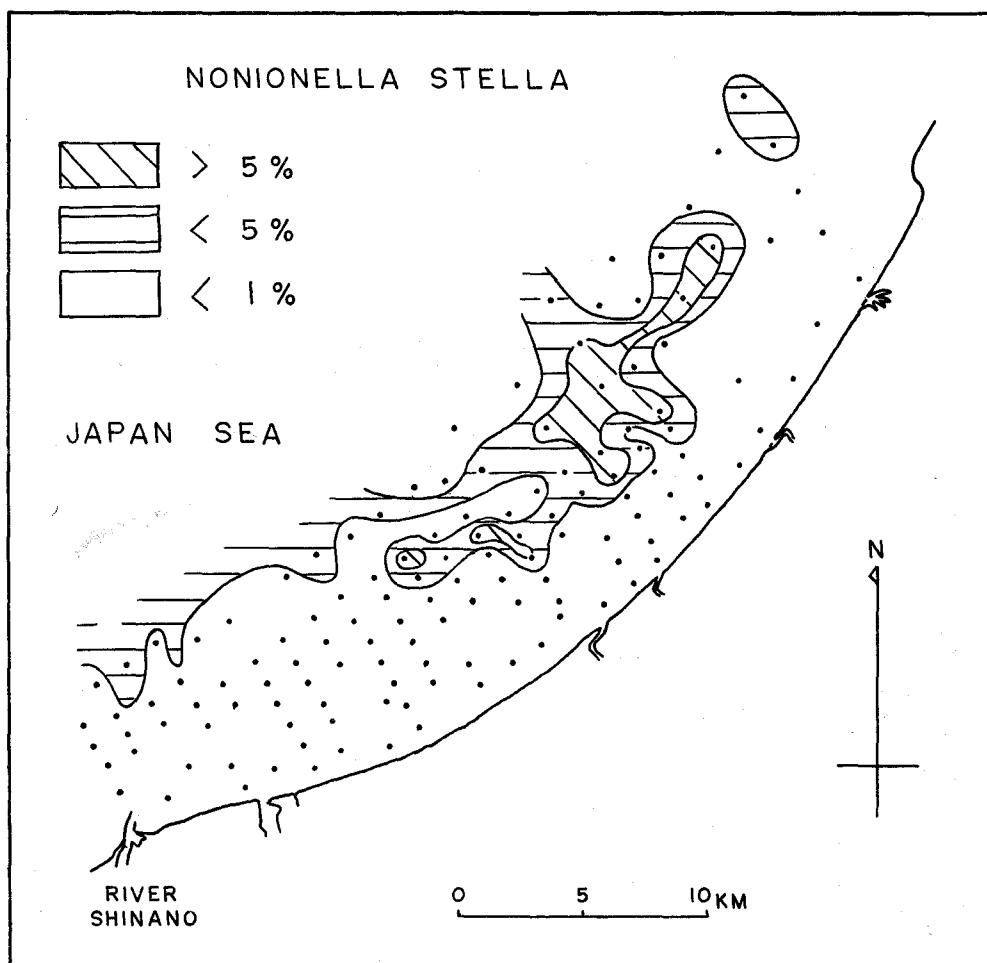 NONIONELLA STELLA
> 5 %
< 5 %
< 1 %
JAPAN SEA
N
RIVER
SHINANO
0 5 10 KM